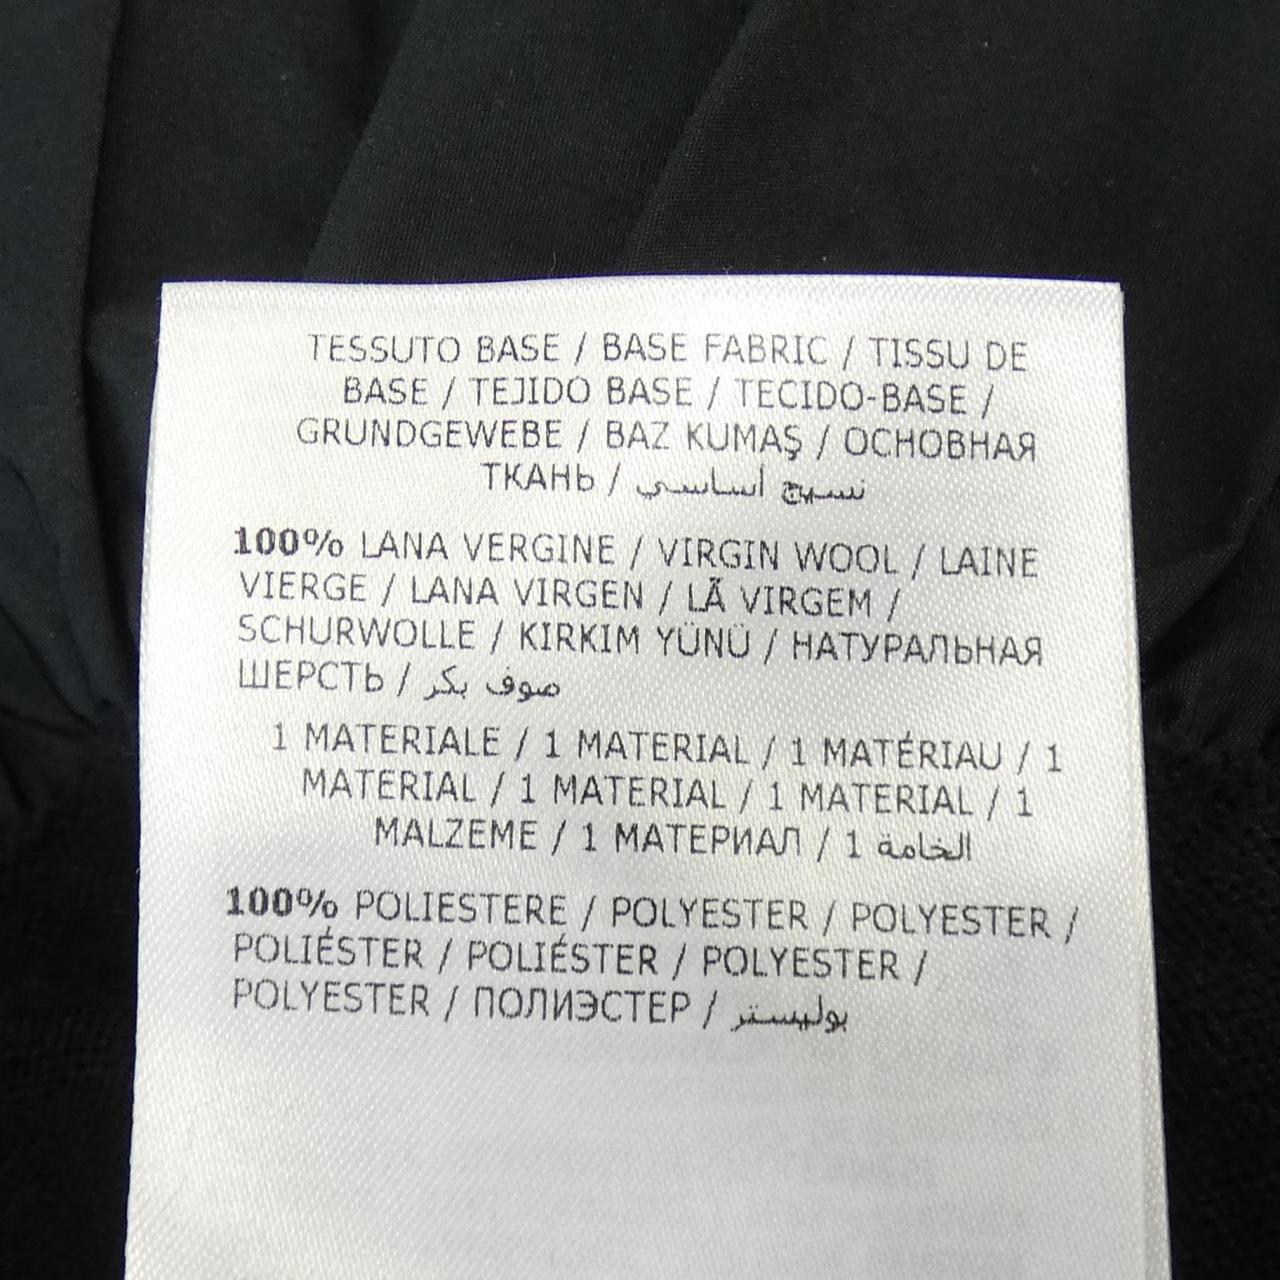 TESSUTO BASE / BASE FABRIC / TISSU DE
BASE / TEJIDO BASE / TECIDO-BASE /
GRUNDGEWEBE / BAZ KUMAŞ / ОСНОВНАЯ
ТКАНЬ / نسيج أساسي
100% LANA VERGINE / VIRGIN WOOL / LAINE
VIERGE / LANA VIRGEN / LÃ VIRGEM /
SCHURWOLLE / KIRKIM YÜNÜ / НАТУРАЛЬНАЯ
ШЕРСТЬ / صوف بكر
1 MATERIALE / 1 MATERIAL / 1 MATÉRIAU / 1
MATERIAL / 1 MATERIAL / 1 MATERIAL / 1
MALZEME / 1 МАТЕРИАЛ / 1 الخامة
100% POLIESTERE / POLYESTER / POLYESTER /
POLIÉSTER / POLIÉSTER / POLYESTER /
POLYESTER / ПОЛИЭСТЕР / بوليستر